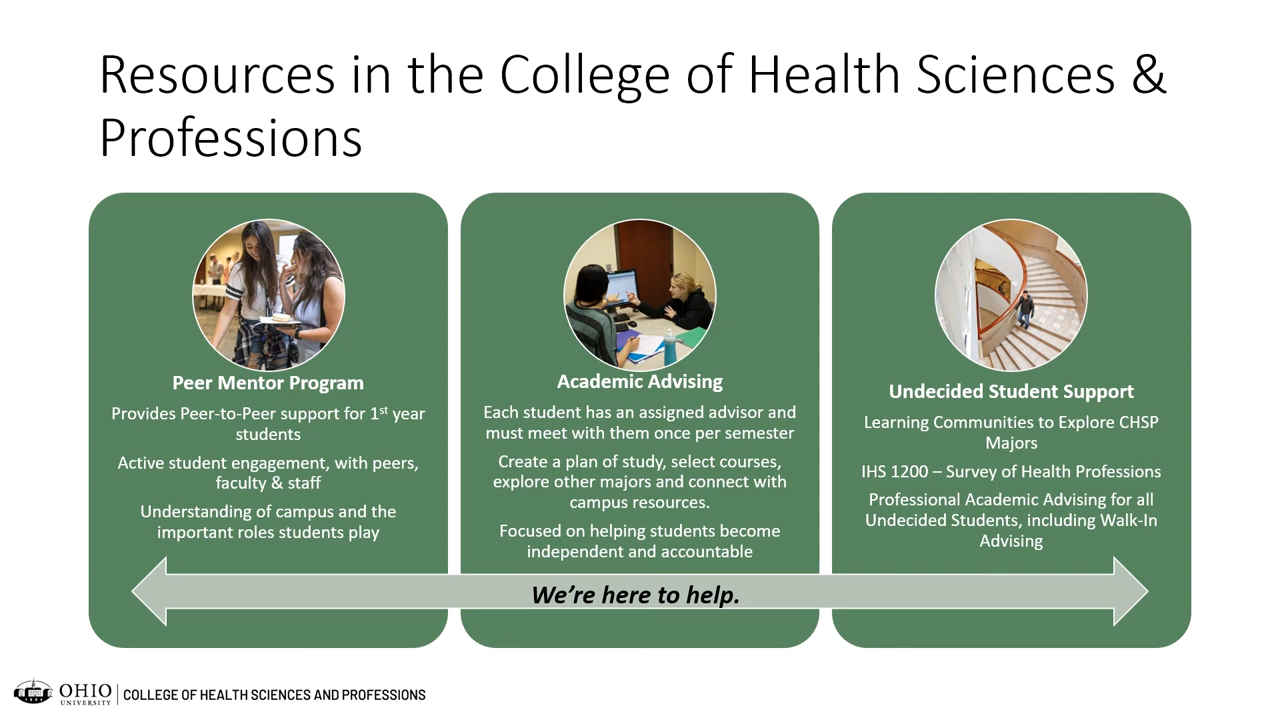 Resources in the College of Health Sciences &
Professions
Peer Mentor Program
Provides Peer-to-Peer support for 1st year
students
Active student engagement, with peers,
faculty & staff
Understanding of campus and the
important roles students play
Academic Advising
Each student has an assigned advisor and
must meet with them once per semester
Create a plan of study, select courses,
explore other majors and connect with
campus resources.
Focused on helping students become
independent and accountable
Undecided Student Support
Learning Communities to Explore CHSP
Majors
IHS 1200 – Survey of Health Professions
Professional Academic Advising for all
Undecided Students, including Walk-In
Advising
We’re here to help.
OHIO
UNIVERSITY
COLLEGE OF HEALTH SCIENCES AND PROFESSIONS